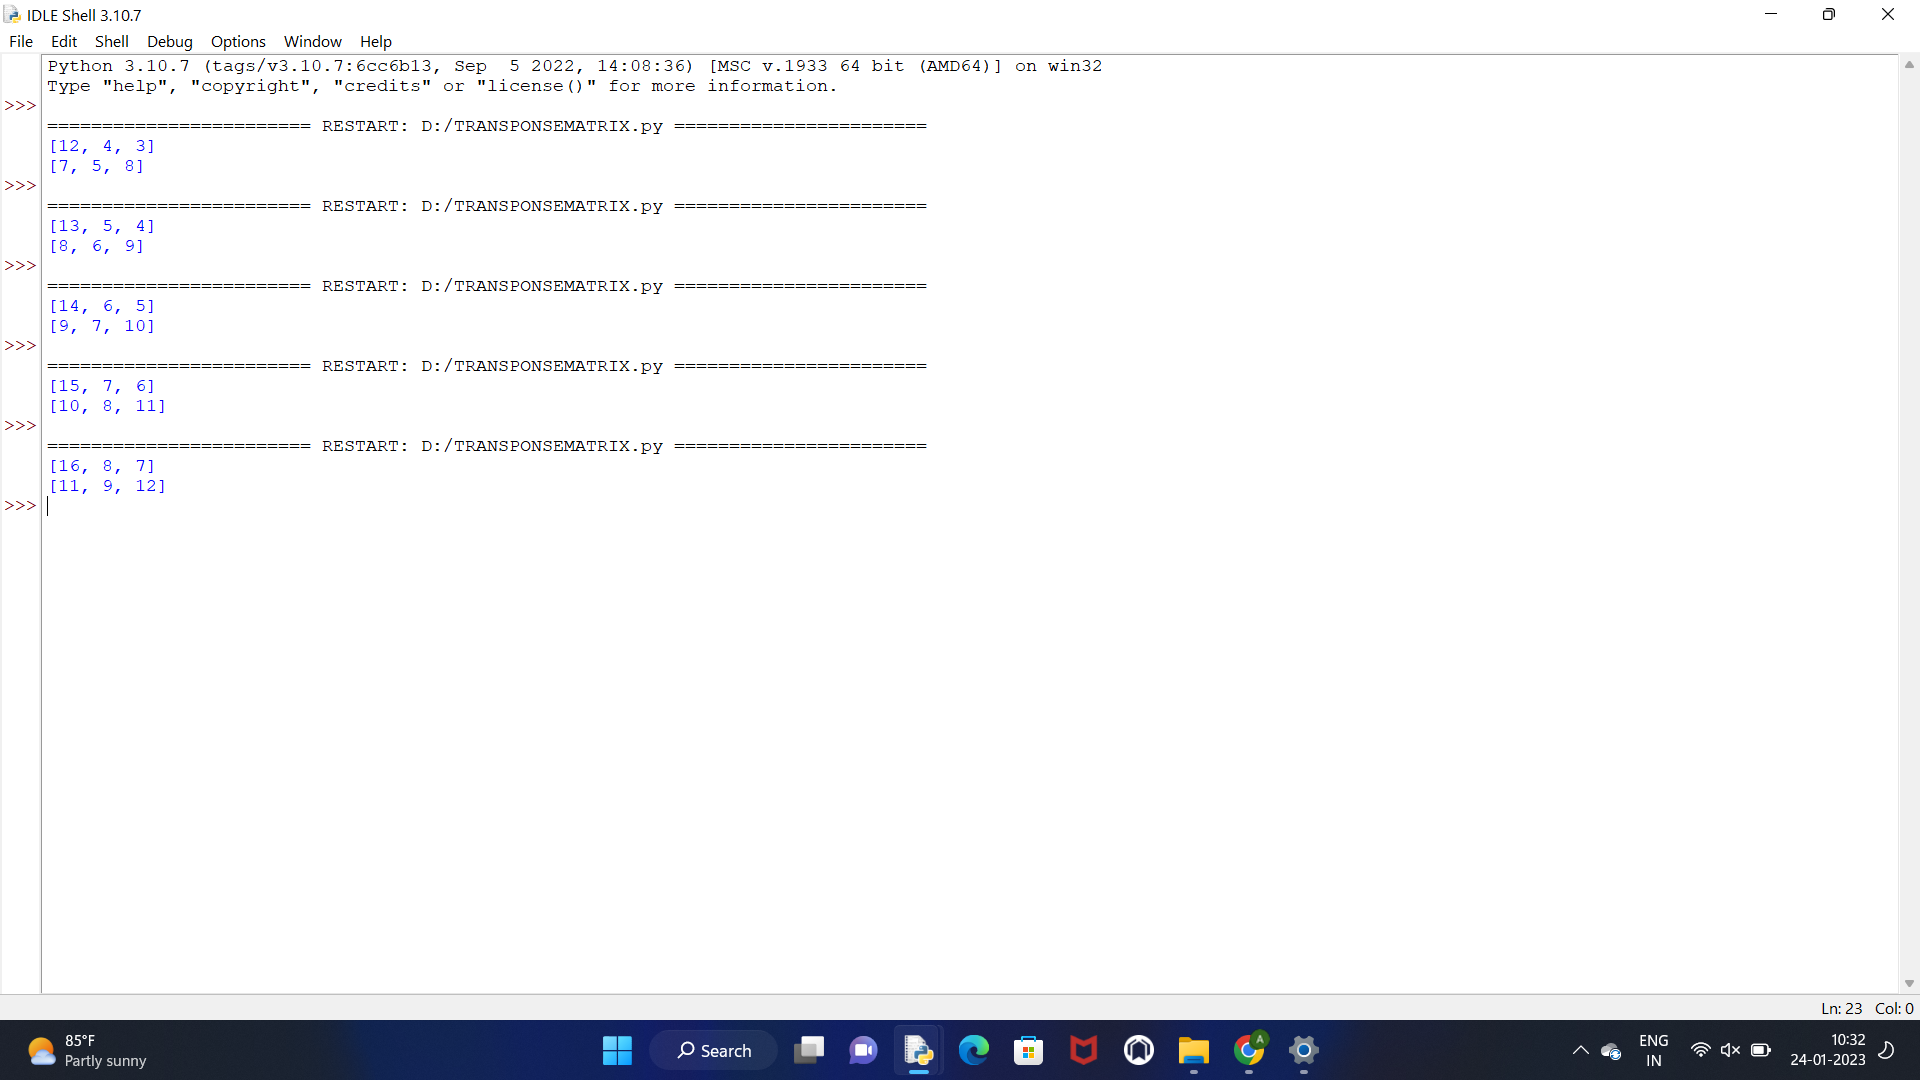 IDLE Shell 3.10.7
File Edit Shell Debug Options Window Help
Python 3.10.7 (tags/v3.10.7:6cc6b13, Sep  5 2022, 14:08:36) [MSC v.1933 64 bit (AMD64)] on win32
Type "help", "copyright", "credits" or "license()" for more information.
>>>
======================== RESTART: D:/TRANSPONSEMATRIX.py =======================
[12, 4, 3]
[7, 5, 8]
>>>
======================== RESTART: D:/TRANSPONSEMATRIX.py =======================
[13, 5, 4]
[8, 6, 9]
>>>
======================== RESTART: D:/TRANSPONSEMATRIX.py =======================
[14, 6, 5]
[9, 7, 10]
>>>
======================== RESTART: D:/TRANSPONSEMATRIX.py =======================
[15, 7, 6]
[10, 8, 11]
>>>
======================== RESTART: D:/TRANSPONSEMATRIX.py =======================
[16, 8, 7]
[11, 9, 12]
>>>
Ln: 23 Col: 0
85°F
Partly sunny
Search
A
ENG
IN
10:32
24-01-2023